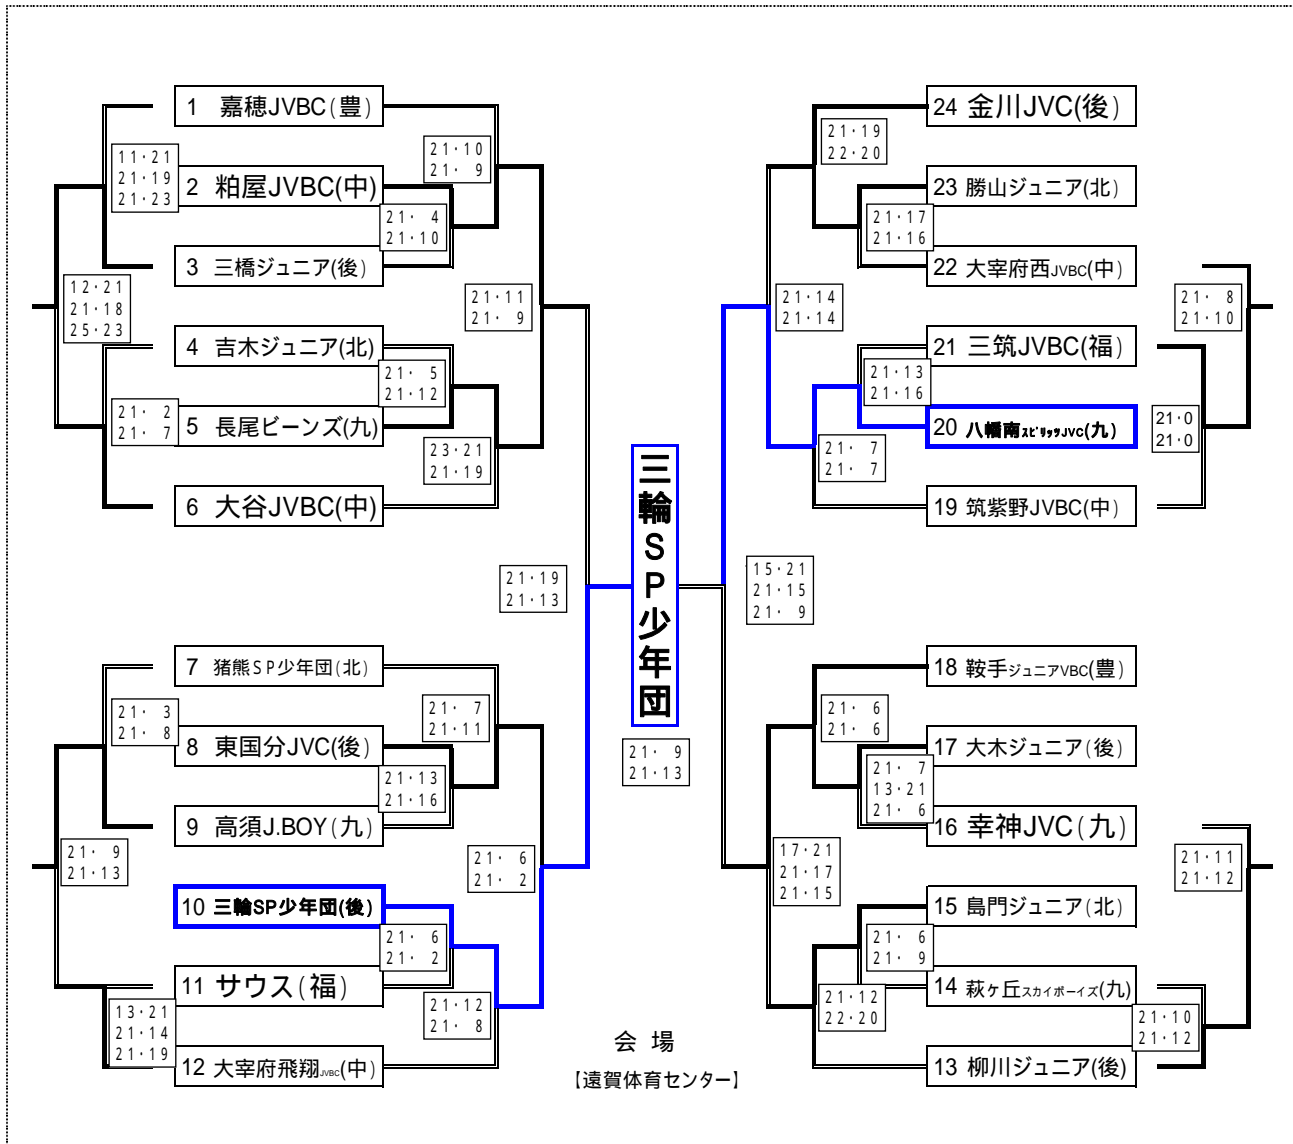 1 嘉穂JVBC(豊)
11・21
21・19
21・23
21・10
21・ 9
2 粕屋JVBC(中)
21・ 4
21・10
3 三橋ジュニア(後)
12・21
21・18
25・23
21・11
21・ 9
4 吉木ジュニア(北)
21・ 5
21・12
21・ 2
21・ 7
5 長尾ビーンズ(九)
23・21
21・19
6 大谷JVBC(中)
21・19
21・13
7 猪熊SP少年団(北)
21・ 3
21・ 8
21・ 7
21・11
8 東国分JVC(後)
21・13
21・16
9 高須J.BOY(九)
21・ 9
21・13
21・ 6
21・ 2
10 三輪SP少年団(後)
21・ 6
21・ 2
11 サウス(福)
13・21
21・14
21・19
21・12
21・ 8
12 大宰府飛翔JVBC(中)
三輪SP少年団
21・ 9
21・13
会 場
【遠賀体育センター】
24 金川JVC(後)
21・19
22・20
23 勝山ジュニア(北)
21・17
21・16
22 大宰府西JVBC(中)
21・14
21・14
21・ 8
21・10
21 三筑JVBC(福)
21・13
21・16
20 八幡南スピリッツJVC(九)
21・0
21・0
21・ 7
21・ 7
19 筑紫野JVBC(中)
15・21
21・15
21・ 9
18 鞍手ジュニアVBC(豊)
21・ 6
21・ 6
17 大木ジュニア(後)
21・ 7
13・21
21・ 6
16 幸神JVC(九)
17・21
21・17
21・15
21・11
21・12
15 島門ジュニア(北)
21・ 6
21・ 9
14 萩ヶ丘スカイボーイズ(九)
21・12
22・20
21・10
21・12
13 柳川ジュニア(後)